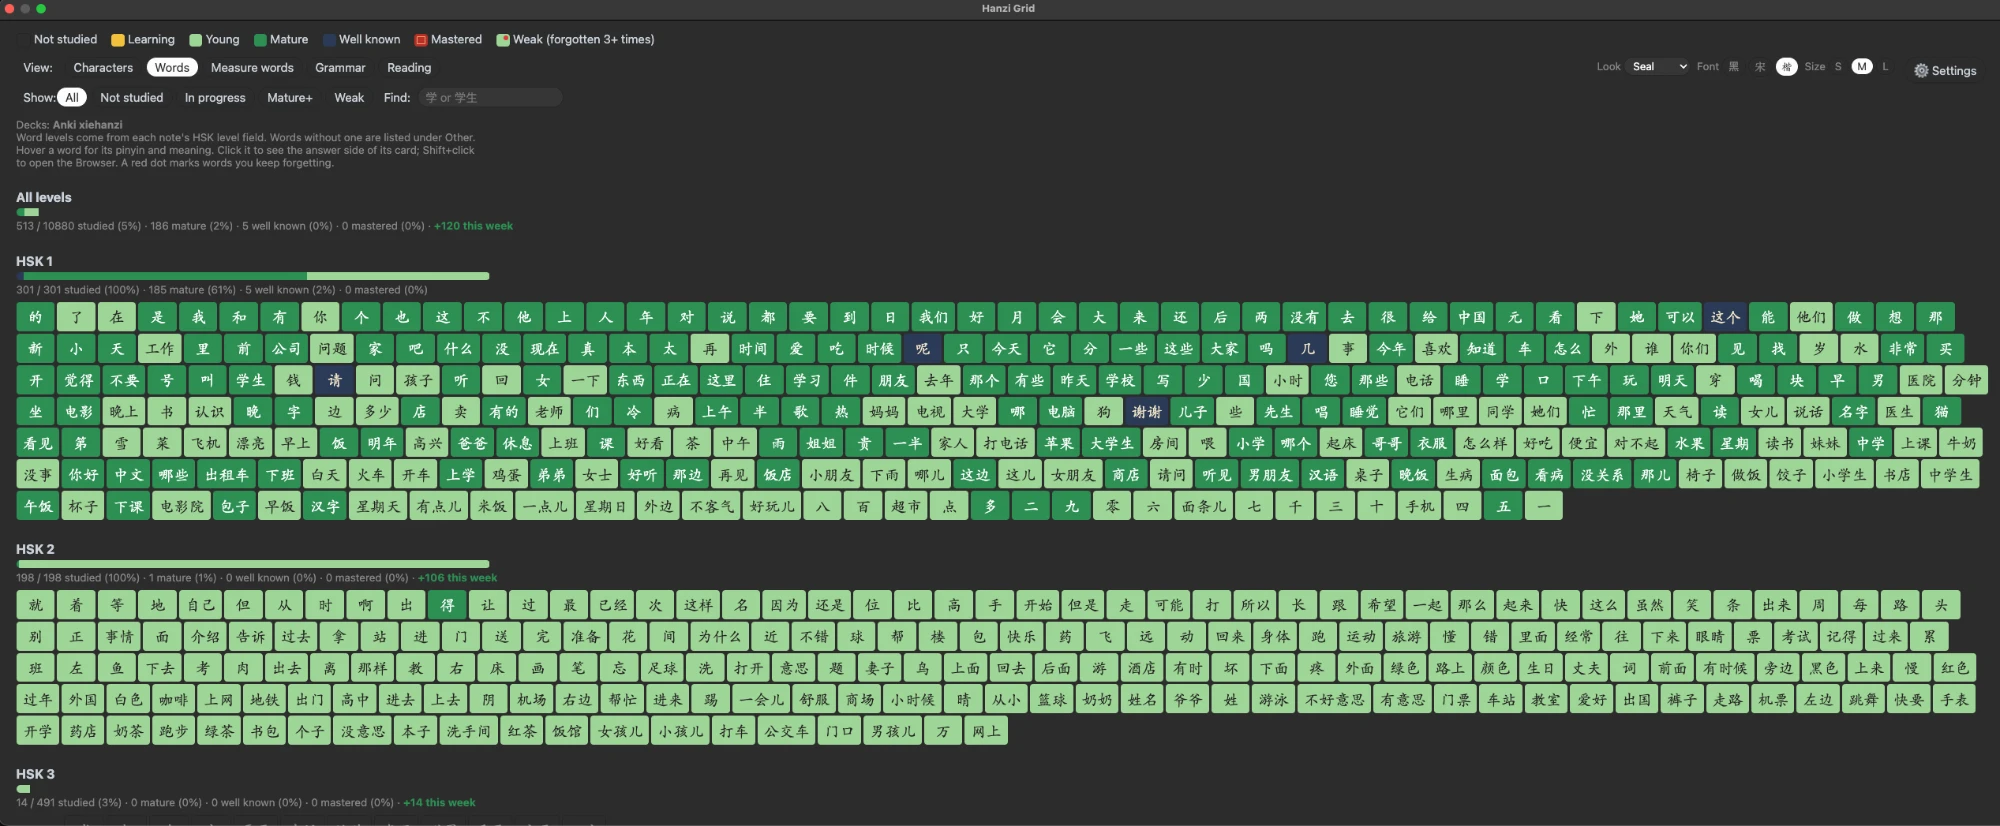 Hanzi Grid
Not studied Learning Young Mature Well known Mastered Weak (forgotten 3+ times)
View: Characters Words Measure words Grammar Reading Look Seal Font 黑 宋 楷 Size S M L Settings
Show: All Not studied In progress Mature+ Weak Find: 学 or 学生
Decks: Anki xiehanzi
Word levels come from each note's HSK level field. Words without one are listed under Other.
Hover a word for its pinyin and meaning. Click it to see the answer side of its card; Shift+click
to open the Browser. A red dot marks words you keep forgetting.
All levels
513 / 10880 studied (5%) · 186 mature (2%) · 5 well known (0%) · 0 mastered (0%) · +120 this week
HSK 1
301 / 301 studied (100%) · 185 mature (61%) · 5 well known (2%) · 0 mastered (0%)
的 了 在 是 我 和 有 你 个 也 这 不 他 上 人 年 对 说 都 要 到 日 我们 好 月 会 大 来 还 后 两 没有 去 很 给 中国 元 看 下 她 可以 这个 能 他们 做 想 那
新 小 天 工作 里 前 公司 问题 家 吧 什么 没 现在 真 本 太 再 时间 爱 吃 时候 呢 只 今天 它 分 一些 这些 大家 吗 几 事 今年 喜欢 知道 车 怎么 外 谁 你们 见 找 岁 水 非常 买
开 觉得 不要 号 叫 学生 钱 请 问 孩子 听 回 女 一下 东西 正在 这里 住 学习 件 朋友 去年 那个 有些 昨天 学校 写 少 国 小时 您 那些 电话 睡 学 口 下午 玩 明天 穿 喝 块 早 男 医院 分钟
坐 电影 晚上 书 认识 晚 字 边 多少 店 卖 有的 老师 们 冷 病 上午 半 歌 热 妈妈 电视 大学 哪 电脑 狗 谢谢 儿子 些 先生 唱 睡觉 它们 哪里 同学 她们 忙 那里 天气 读 女儿 说话 名字 医生 猫
看见 第 雪 菜 飞机 漂亮 早上 饭 明年 高兴 爸爸 休息 上班 课 好看 茶 中午 雨 姐姐 贵 一半 家人 打电话 苹果 大学生 房间 喂 小学 哪个 起床 哥哥 衣服 怎么样 好吃 便宜 对不起 水果 星期 读书 妹妹 中学 上课 牛奶
没事 你好 中文 哪些 出租车 下班 白天 火车 开车 上学 鸡蛋 弟弟 女士 好听 那边 再见 饭店 小朋友 下雨 哪儿 这边 这儿 女朋友 商店 请问 听见 男朋友 汉语 桌子 晚饭 生病 面包 看病 没关系 那儿 椅子 做饭 饺子 小学生 书店 中学生
午饭 杯子 下课 电影院 包子 早饭 汉字 星期天 有点儿 米饭 一点儿 星期日 外边 不客气 好玩儿 八 百 超市 点 多 二 九 零 六 面条儿 七 千 三 十 手机 四 五 一
HSK 2
198 / 198 studied (100%) · 1 mature (1%) · 0 well known (0%) · 0 mastered (0%) · +106 this week
就 着 等 地 自己 但 从 时 啊 出 得 让 过 最 已经 次 这样 名 因为 还是 位 比 高 手 开始 但是 走 可能 打 所以 长 跟 希望 一起 那么 起来 快 这么 虽然 笑 条 出来 周 每 路 头
别 正 事情 面 介绍 告诉 过去 拿 站 进 门 送 完 准备 花 间 为什么 近 不错 球 帮 楼 包 快乐 药 飞 远 动 回来 身体 跑 运动 旅游 懂 错 里面 经常 往 下来 眼睛 票 考试 记得 过来 累
班 左 鱼 下去 考 肉 出去 离 那样 教 右 床 画 笔 忘 足球 洗 打开 意思 题 妻子 鸟 上面 回去 后面 游 酒店 有时 坏 下面 疼 外面 绿色 路上 颜色 生日 丈夫 词 前面 有时候 旁边 黑色 上来 慢 红色
过年 外国 白色 咖啡 上网 地铁 出门 高中 进去 上去 阴 机场 右边 帮忙 进来 踢 一会儿 舒服 商场 小时候 晴 从小 篮球 奶奶 姓名 爷爷 姓 游泳 不好意思 有意思 门票 车站 教室 爱好 出国 裤子 走路 机票 左边 跳舞 快要 手表
开学 药店 奶茶 跑步 绿茶 书包 个子 没意思 本子 洗手间 红茶 饭馆 女孩儿 小孩儿 打车 公交车 门口 男孩儿 万 网上
HSK 3
14 / 491 studied (3%) · 0 mature (0%) · 0 well known (0%) · 0 mastered (0%) · +14 this week